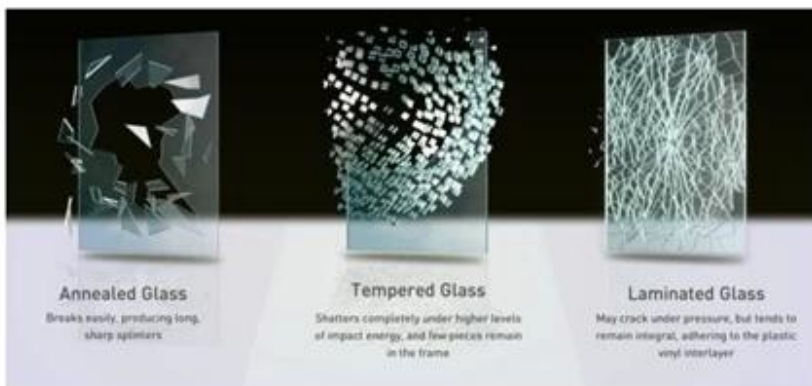 Annealed Glass
Breaks easily, producing long,
sharp splinters
Tempered Glass
Shatters completely under higher levels
of impact energy, and few pieces remain
in the frame
Laminated Glass
May crack under pressure, but tends to
remain integral, adhering to the plastic
vinyl interlayer